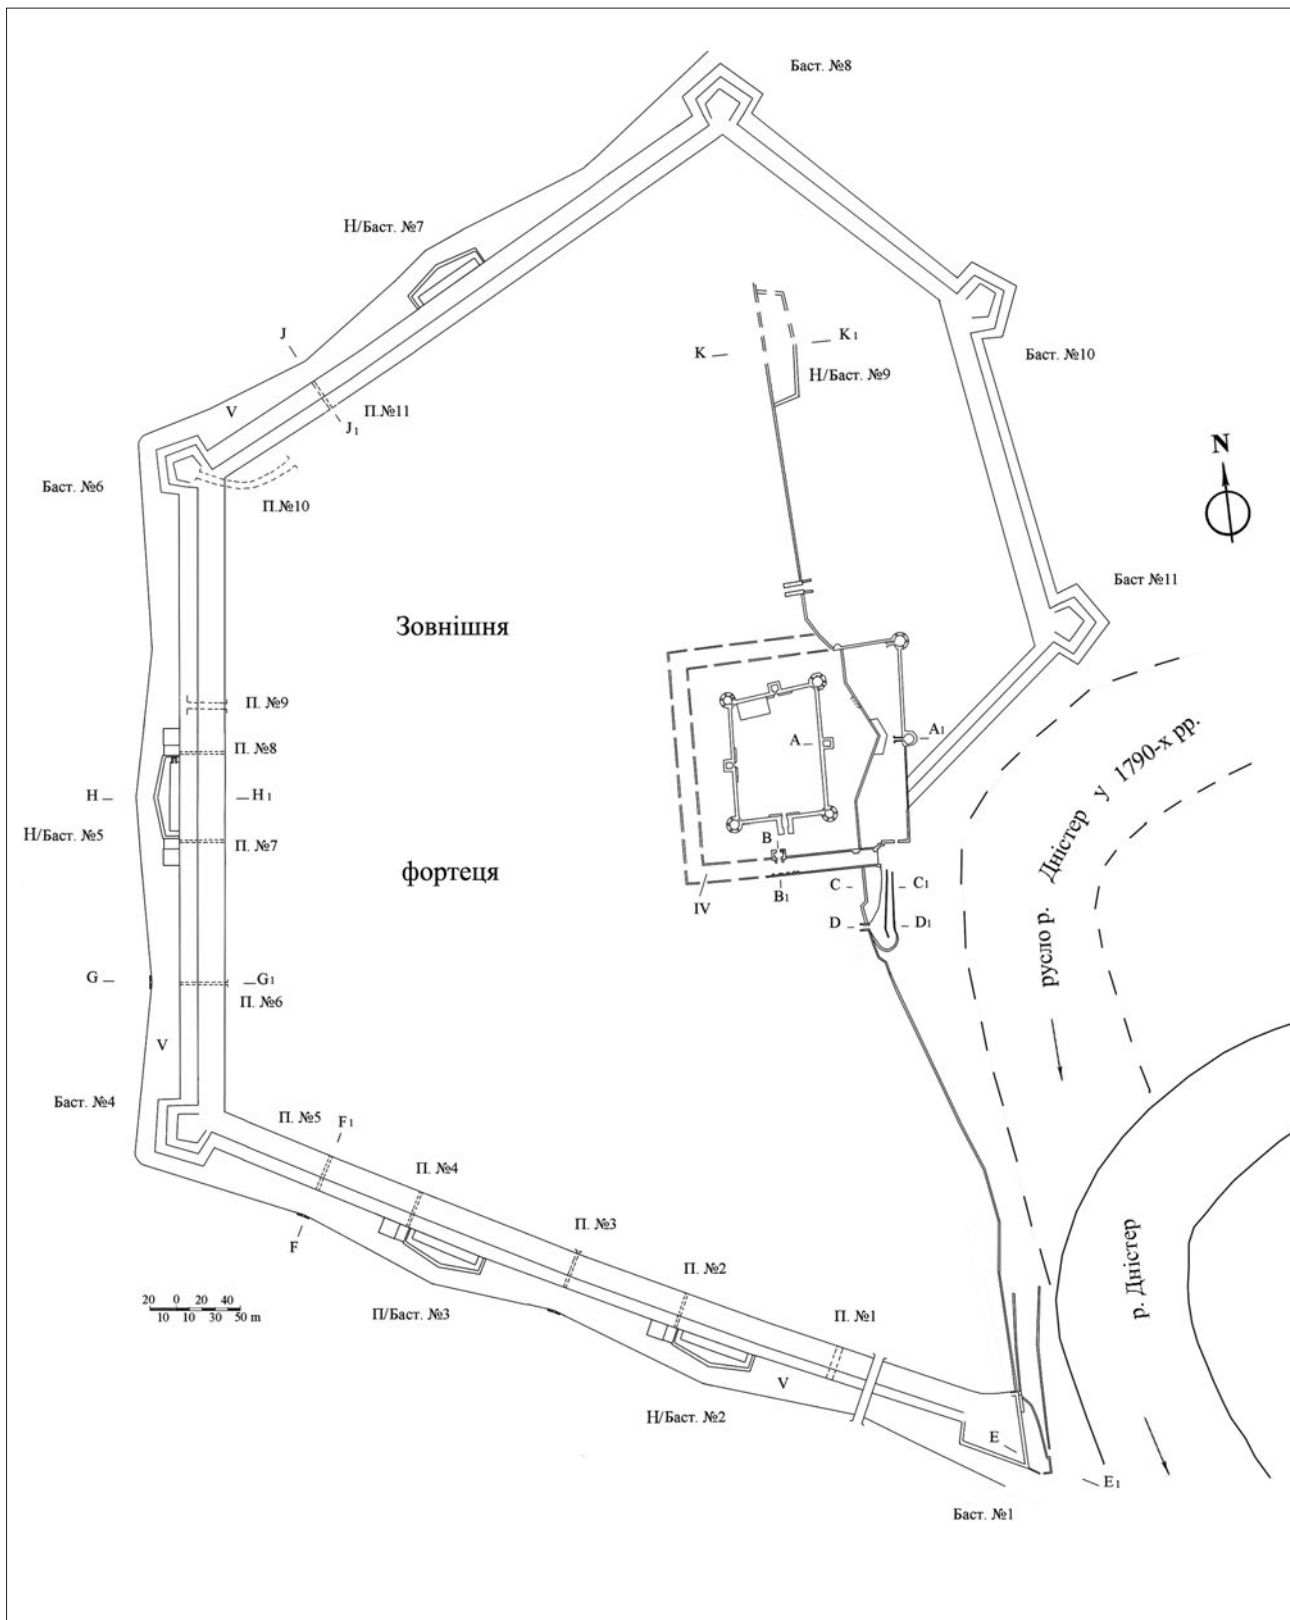 Баст. №8
Н/Баст. №7
J
K
K1
Н/Баст. №9
Баст. №10
V
J1
П.№11
N
Баст. №6
П.№10
Баст №11
Зовнішня
П. №9
П. №8
A
A1
русло р. Дністер у 1790-х рр.
H
H1
Н/Баст. №5
П. №7
B
фортеця
IV
B1
C
C1
D
D1
G
G1
П. №6
V
Баст. №4
П. №5
F1
П. №4
П. №3
F
П. №2
р. Дністер
20 0 20 40
10 10 30 50 m
П/Баст. №3
П. №1
V
Н/Баст. №2
E
E1
Баст. №1